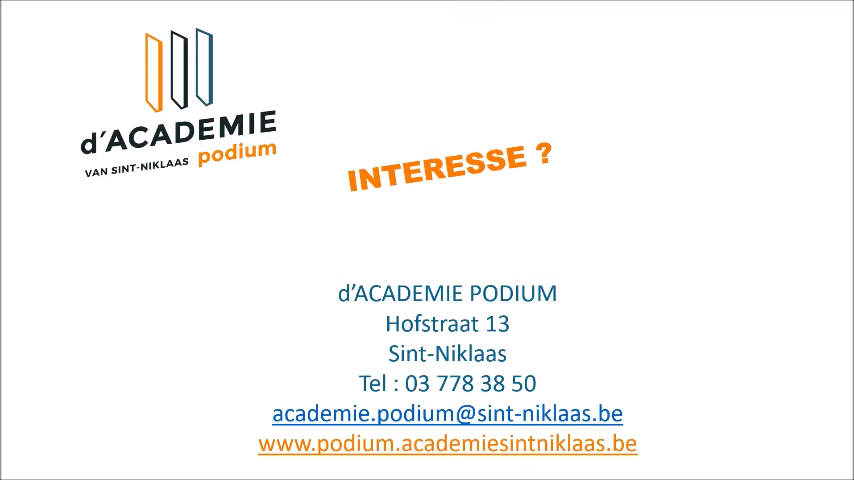 d'ACADEMIE
VAN SINT-NIKLAAS podium
INTERESSE ?
d'ACADEMIE PODIUM
Hofstraat 13
Sint-Niklaas
Tel : 03 778 38 50
academie.podium@sint-niklaas.be
www.podium.academiesintniklaas.be